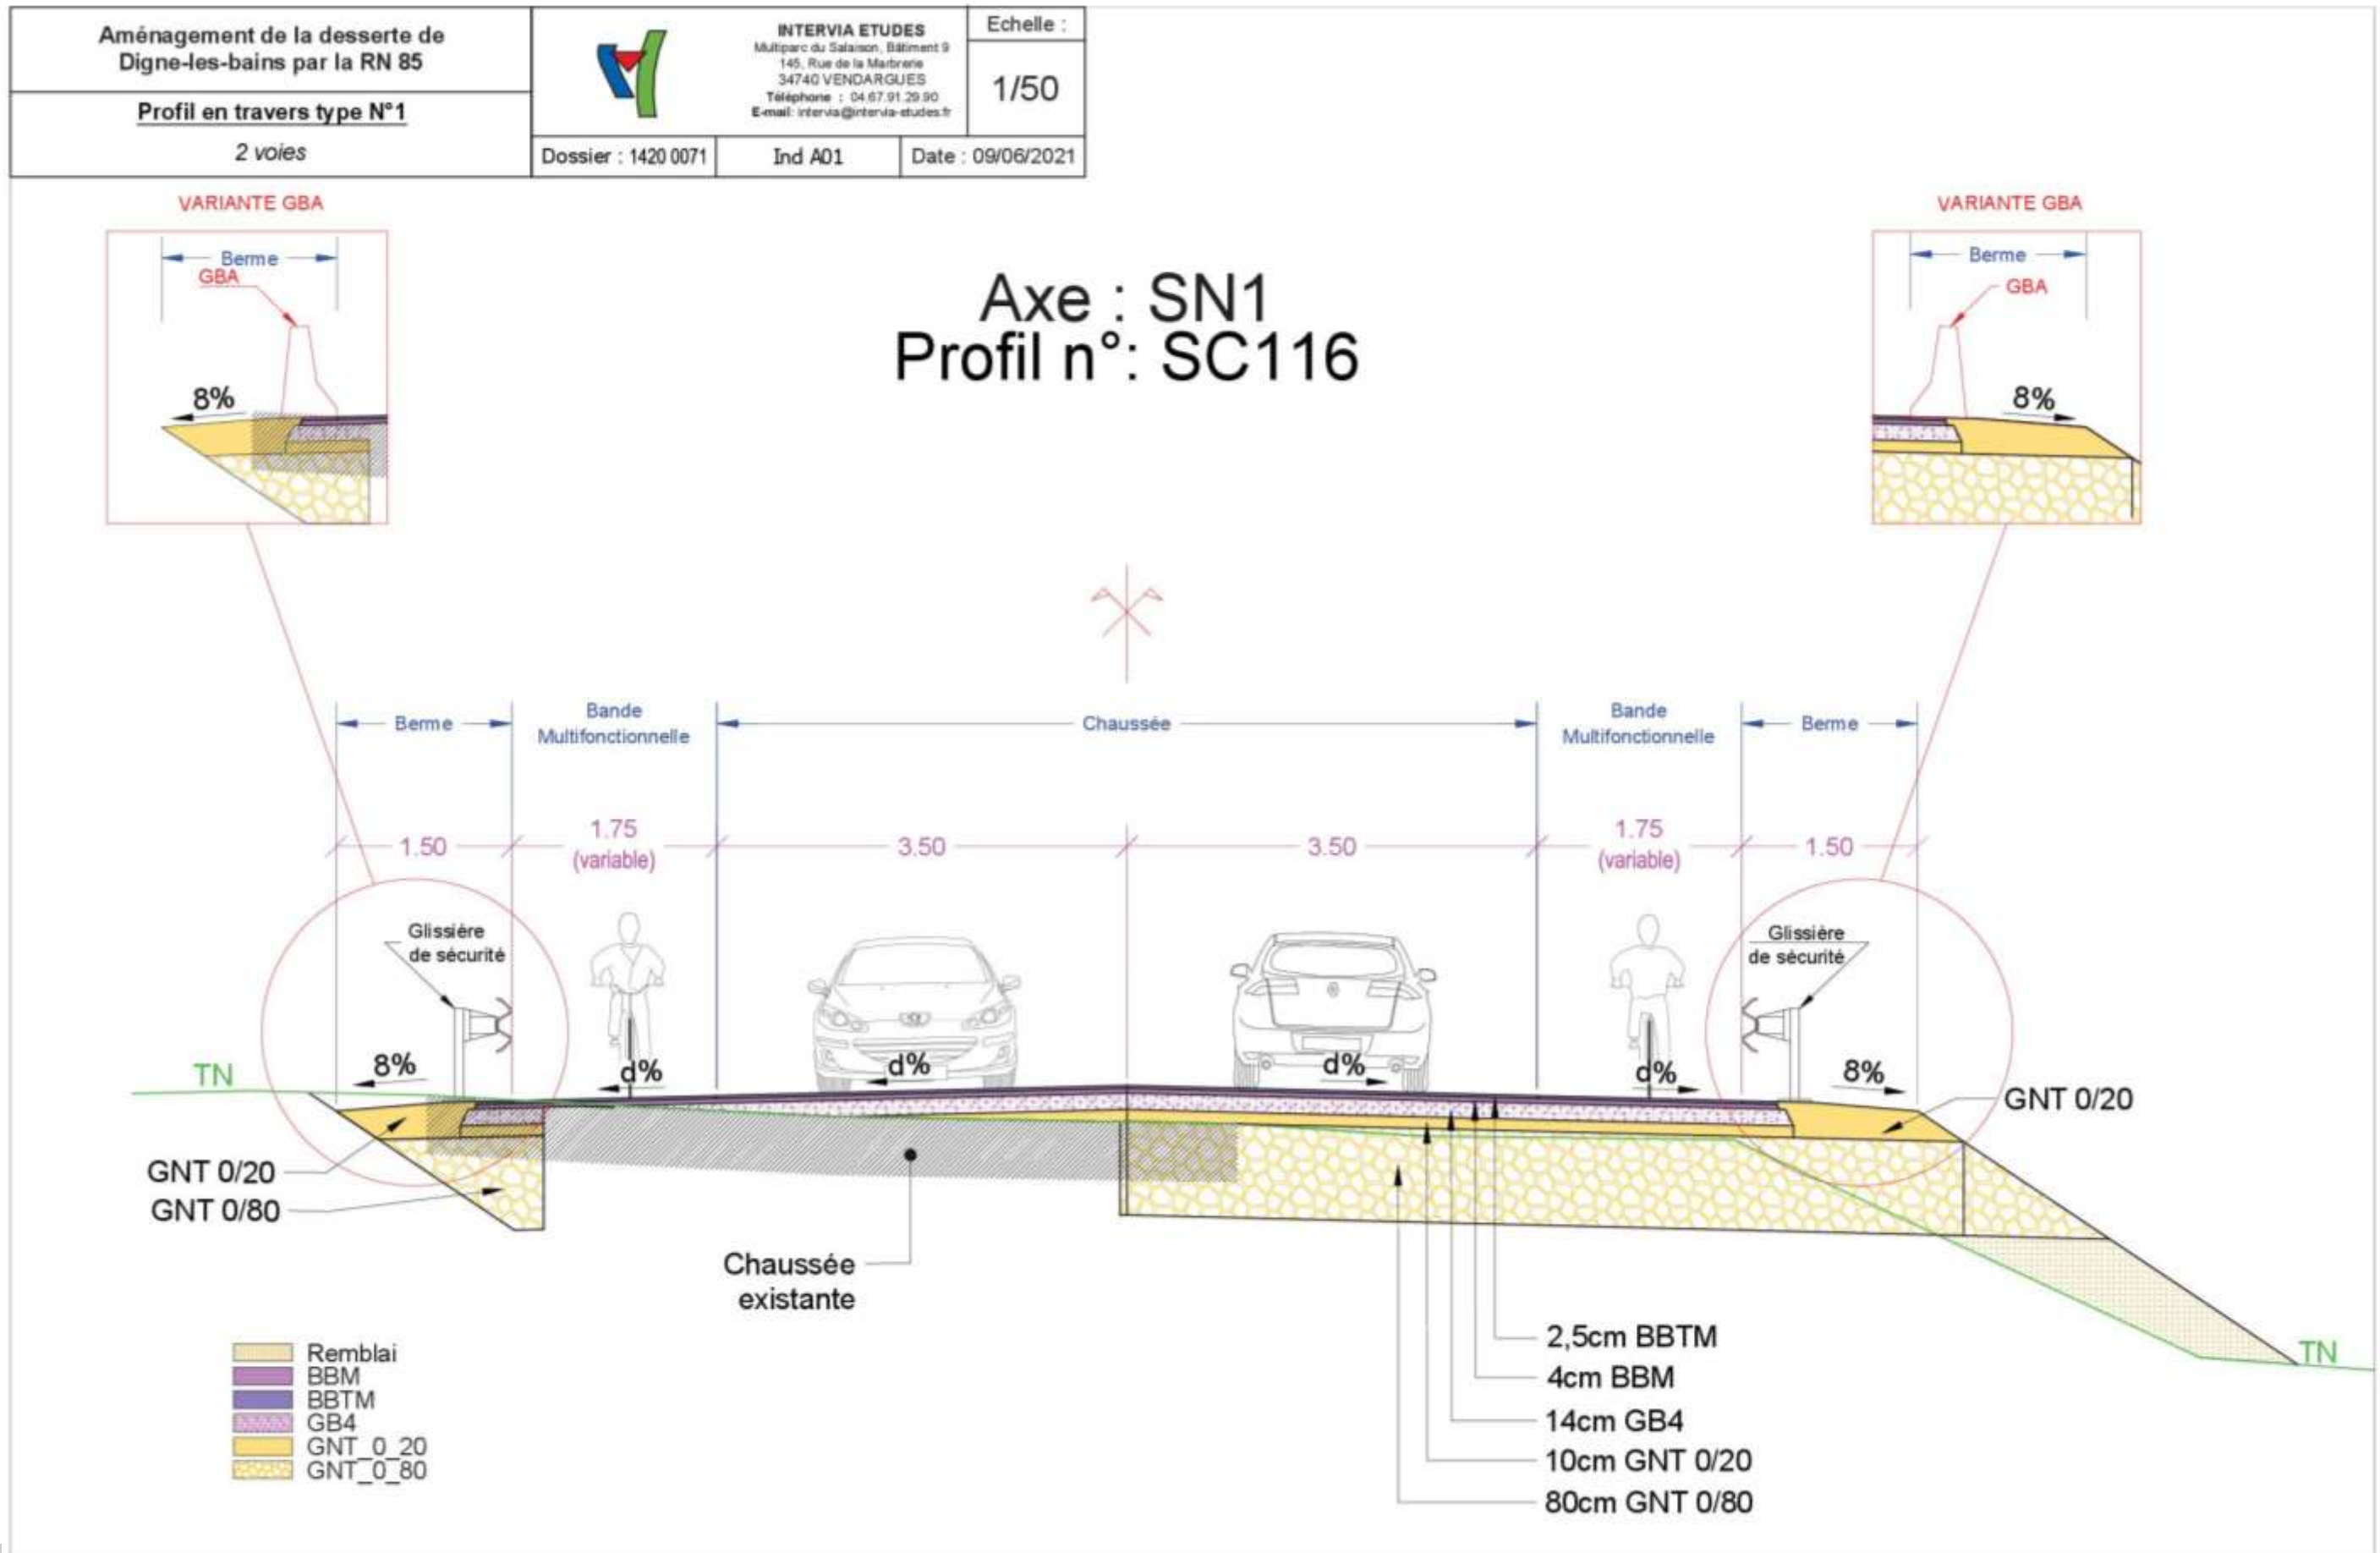 Aménagement de la desserte de
Digne-les-bains par la RN 85
Profil en travers type N°1
2 voies
INTERVIA ETUDES
Multiparc du Salaison, Bâtiment 9
145, Rue de la Marbrerie
34740 VENDARGUES
Téléphone : 04.67.91.29.90
E-mail: intervia@intervia-etudes.fr
Echelle :
1/50
Dossier : 1420 0071
Ind A01
Date : 09/06/2021
VARIANTE GBA
Berme
GBA
8%
VARIANTE GBA
Berme
GBA
8%
Axe : SN1
Profil n°: SC116
Berme
Bande
Multifonctionnelle
Chaussée
Bande
Multifonctionnelle
Berme
1.50
1.75
(variable)
3.50
3.50
1.75
(variable)
1.50
Glissière
de sécurité
Glissière
de sécurité
TN
8%
d%
d%
d%
d%
8%
GNT 0/20
GNT 0/20
GNT 0/80
Chaussée
existante
TN
2,5cm BBTM
4cm BBM
14cm GB4
10cm GNT 0/20
80cm GNT 0/80
Remblai
BBM
BBTM
GB4
GNT_0_20
GNT_0_80